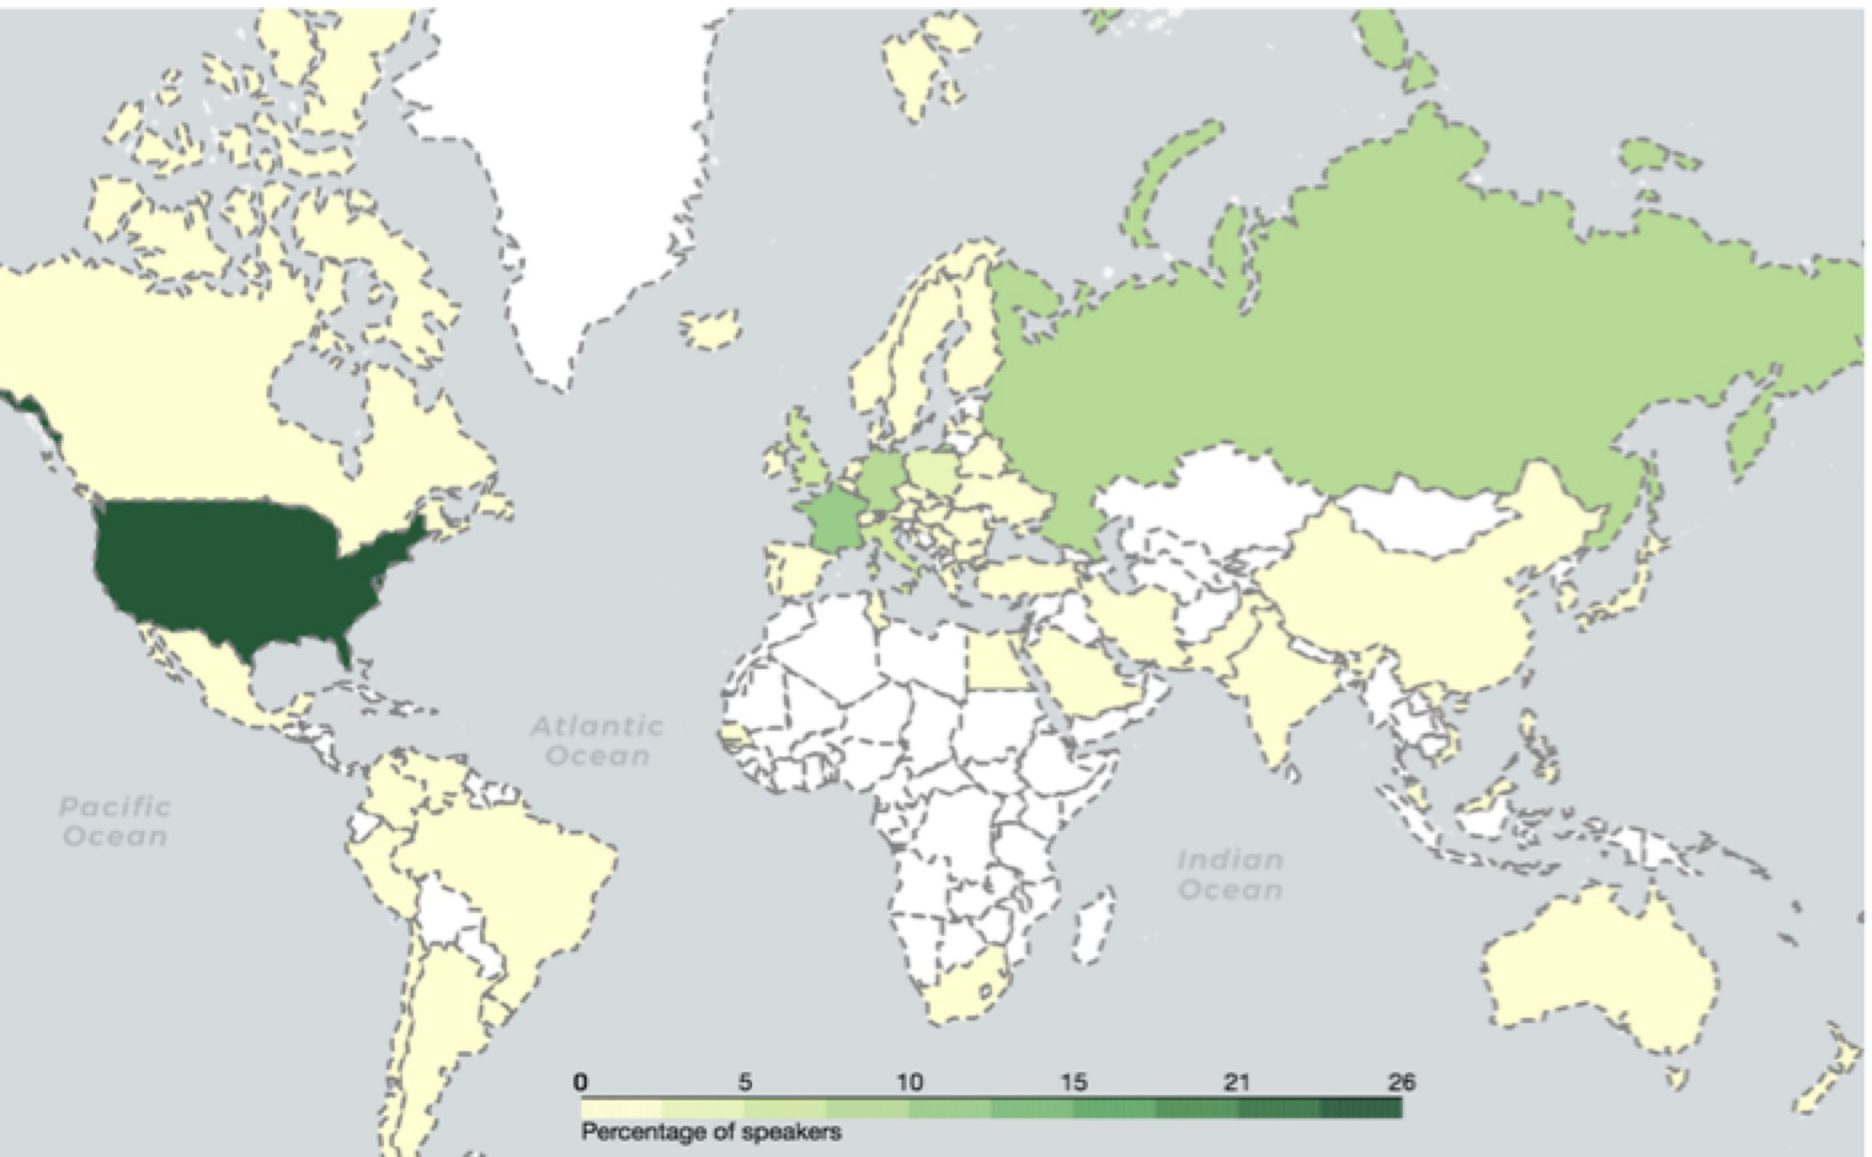 Atlantic
Ocean
Pacific
Ocean
Indian
Ocean
0 5 10 15 21 26
Percentage of speakers